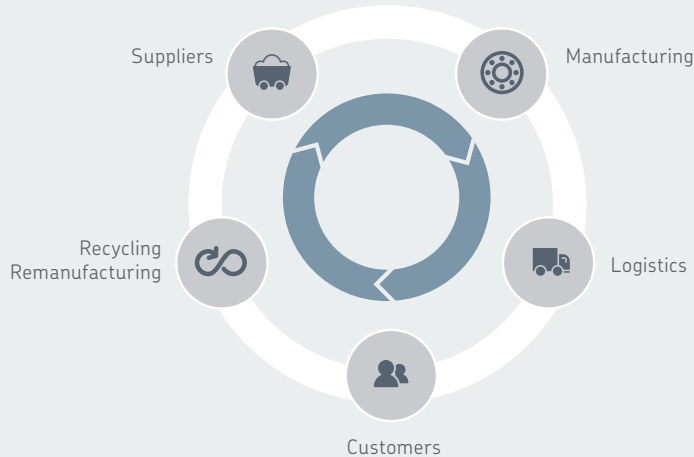 Suppliers
Manufacturing
Recycling
Remanufacturing
Logistics
Customers